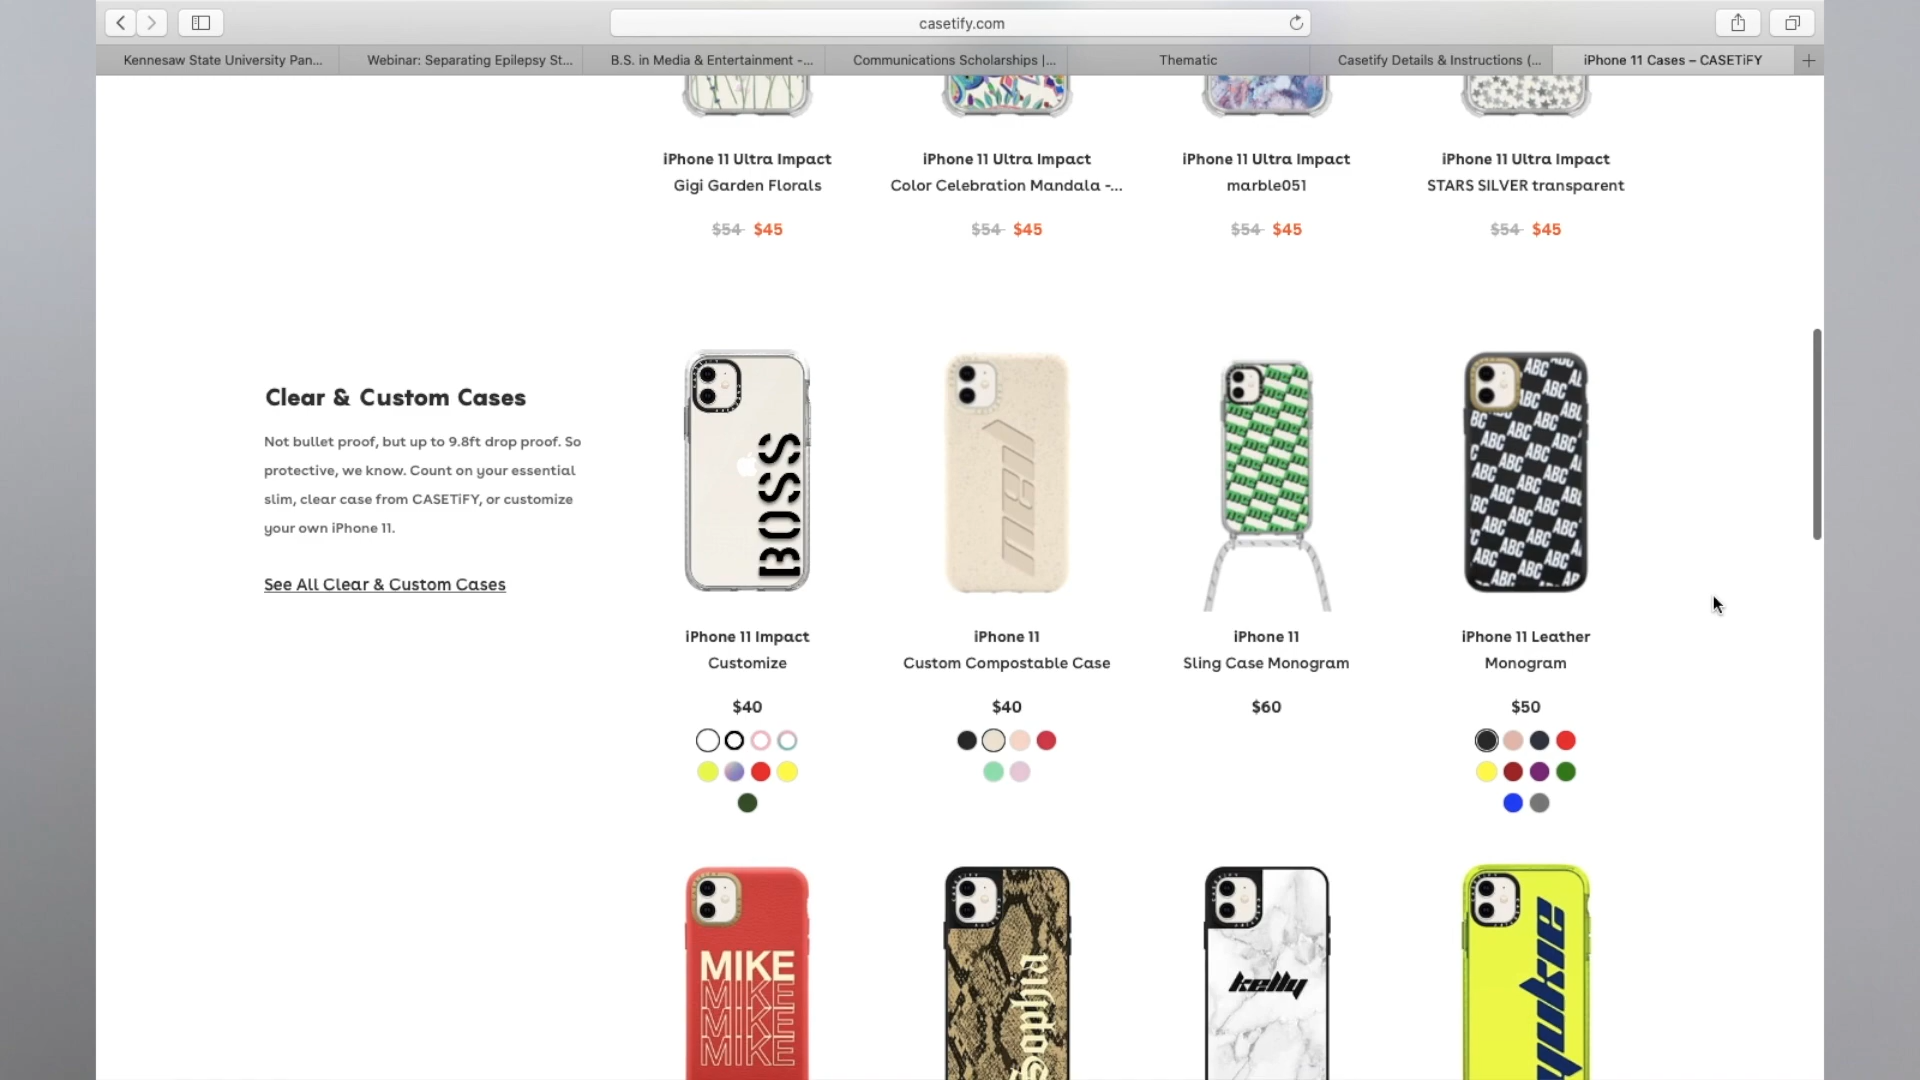 casetify.com
Kennesaw State University Pan...
Webinar: Separating Epilepsy St...
B.S. in Media & Entertainment -...
Communications Scholarships |...
Thematic
Casetify Details & Instructions (...
iPhone 11 Cases – CASETiFY
iPhone 11 Ultra Impact
Gigi Garden Florals
$54 $45
iPhone 11 Ultra Impact
Color Celebration Mandala -...
$54 $45
iPhone 11 Ultra Impact
marble051
$54 $45
iPhone 11 Ultra Impact
STARS SILVER transparent
$54 $45
Clear & Custom Cases
Not bullet proof, but up to 9.8ft drop proof. So
protective, we know. Count on your essential
slim, clear case from CASETiFY, or customize
your own iPhone 11.
See All Clear & Custom Cases
BOSS
iPhone 11 Impact
Customize
$40
iPhone 11
Custom Compostable Case
$40
iPhone 11
Sling Case Monogram
$60
ABC
iPhone 11 Leather
Monogram
$50
MIKE
MIKE
MIKE
MIKE
Sophia
kelly